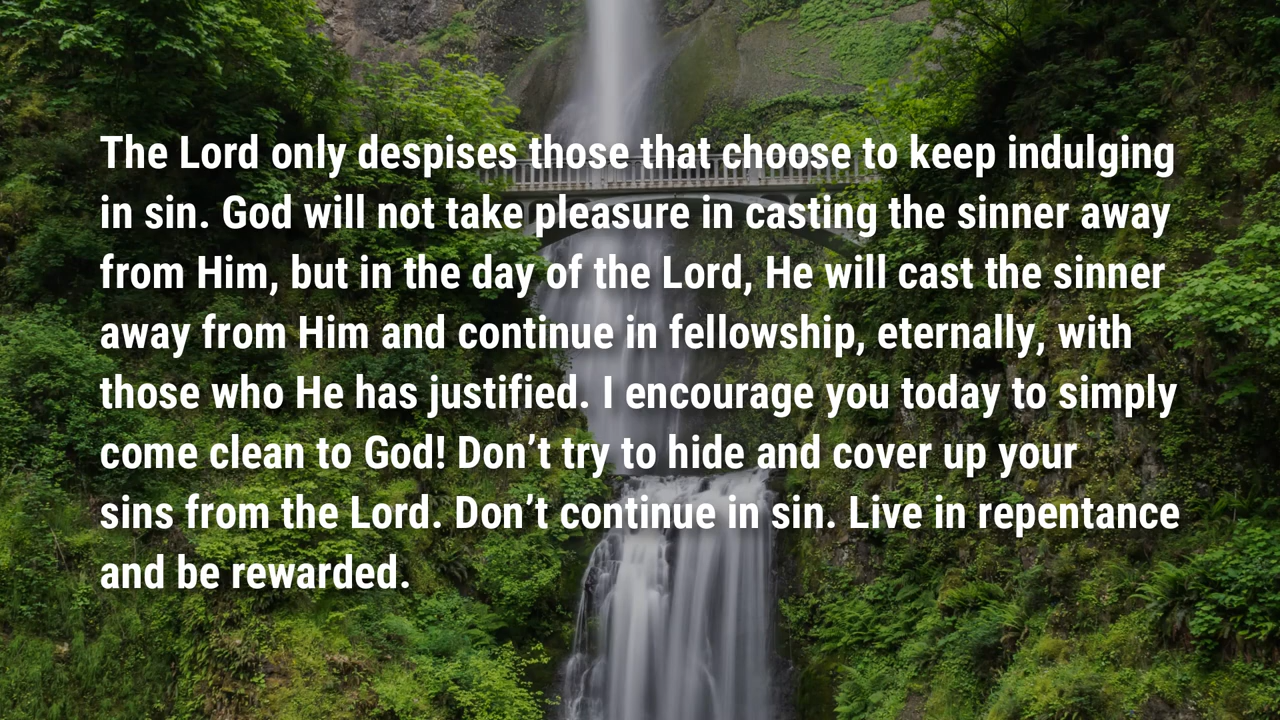 The Lord only despises those that choose to keep indulging
in sin. God will not take pleasure in casting the sinner away
from Him, but in the day of the Lord, He will cast the sinner
away from Him and continue in fellowship, eternally, with
those who He has justified. I encourage you today to simply
come clean to God! Don’t try to hide and cover up your
sins from the Lord. Don’t continue in sin. Live in repentance
and be rewarded.